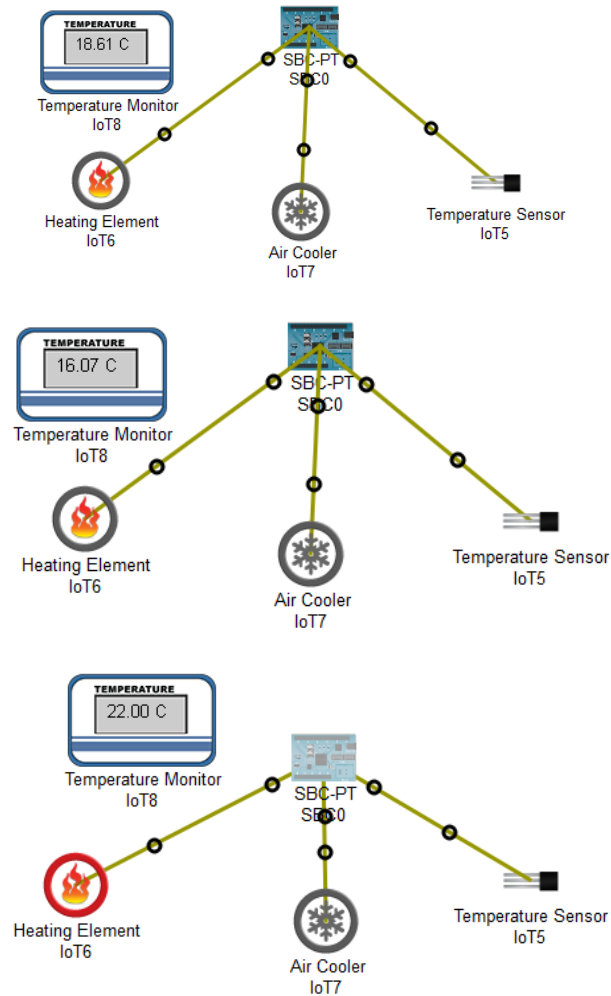 TEMPERATURE
18.61 C
SBC-PT
SBC0
Temperature Monitor
IoT8
Heating Element
IoT6
Air Cooler
IoT7
Temperature Sensor
IoT5
TEMPERATURE
16.07 C
SBC-PT
SBC0
Temperature Monitor
IoT8
Heating Element
IoT6
Air Cooler
IoT7
Temperature Sensor
IoT5
TEMPERATURE
22.00 C
SBC-PT
SBC0
Temperature Monitor
IoT8
Heating Element
IoT6
Air Cooler
IoT7
Temperature Sensor
IoT5